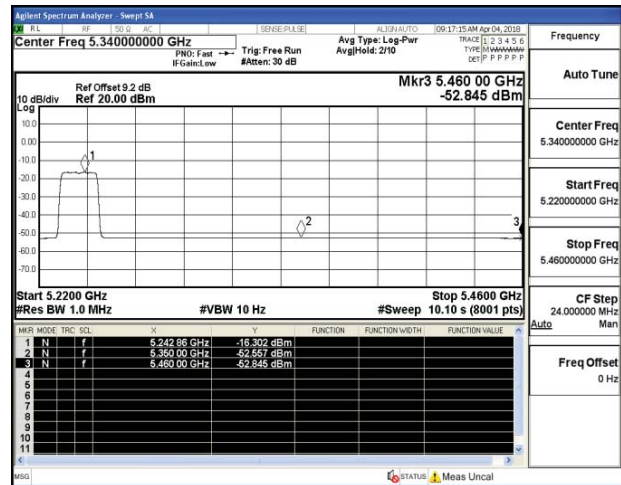 Agilent Spectrum Analyzer - Swept SA
RL RF 50 Ω AC SENSE:PULSE ALIGNAUTO 09:17:15 AM Apr 04, 2018
Center Freq 5.340000000 GHz
PNO: Fast
IFGain:Low
Trig: Free Run
#Atten: 30 dB
Avg Type: Log-Pwr
Avg|Hold: 2/10
TRACE 1 2 3 4 5 6
TYPE M W W W W W
DET P P P P P P
Ref Offset 9.2 dB
Ref 20.00 dBm
10 dB/div
Log
Mkr3 5.460 00 GHz
-52.845 dBm
10.0
0.00
-10.0
-20.0
-30.0
-40.0
-50.0
-60.0
-70.0
1
2
3
Start 5.2200 GHz
#Res BW 1.0 MHz
#VBW 10 Hz
Stop 5.4600 GHz
#Sweep 10.10 s (8001 pts)
MKR MODE TRC SCL X Y FUNCTION FUNCTION WIDTH FUNCTION VALUE
1 N f 5.242 86 GHz -16.302 dBm
2 N f 5.350 00 GHz -52.557 dBm
3 N f 5.460 00 GHz -52.845 dBm
4
5
6
7
8
9
10
11
MSG
STATUS
Meas Uncal
Frequency
Auto Tune
Center Freq
5.340000000 GHz
Start Freq
5.220000000 GHz
Stop Freq
5.460000000 GHz
CF Step
24.000000 MHz
Auto Man
Freq Offset
0 Hz